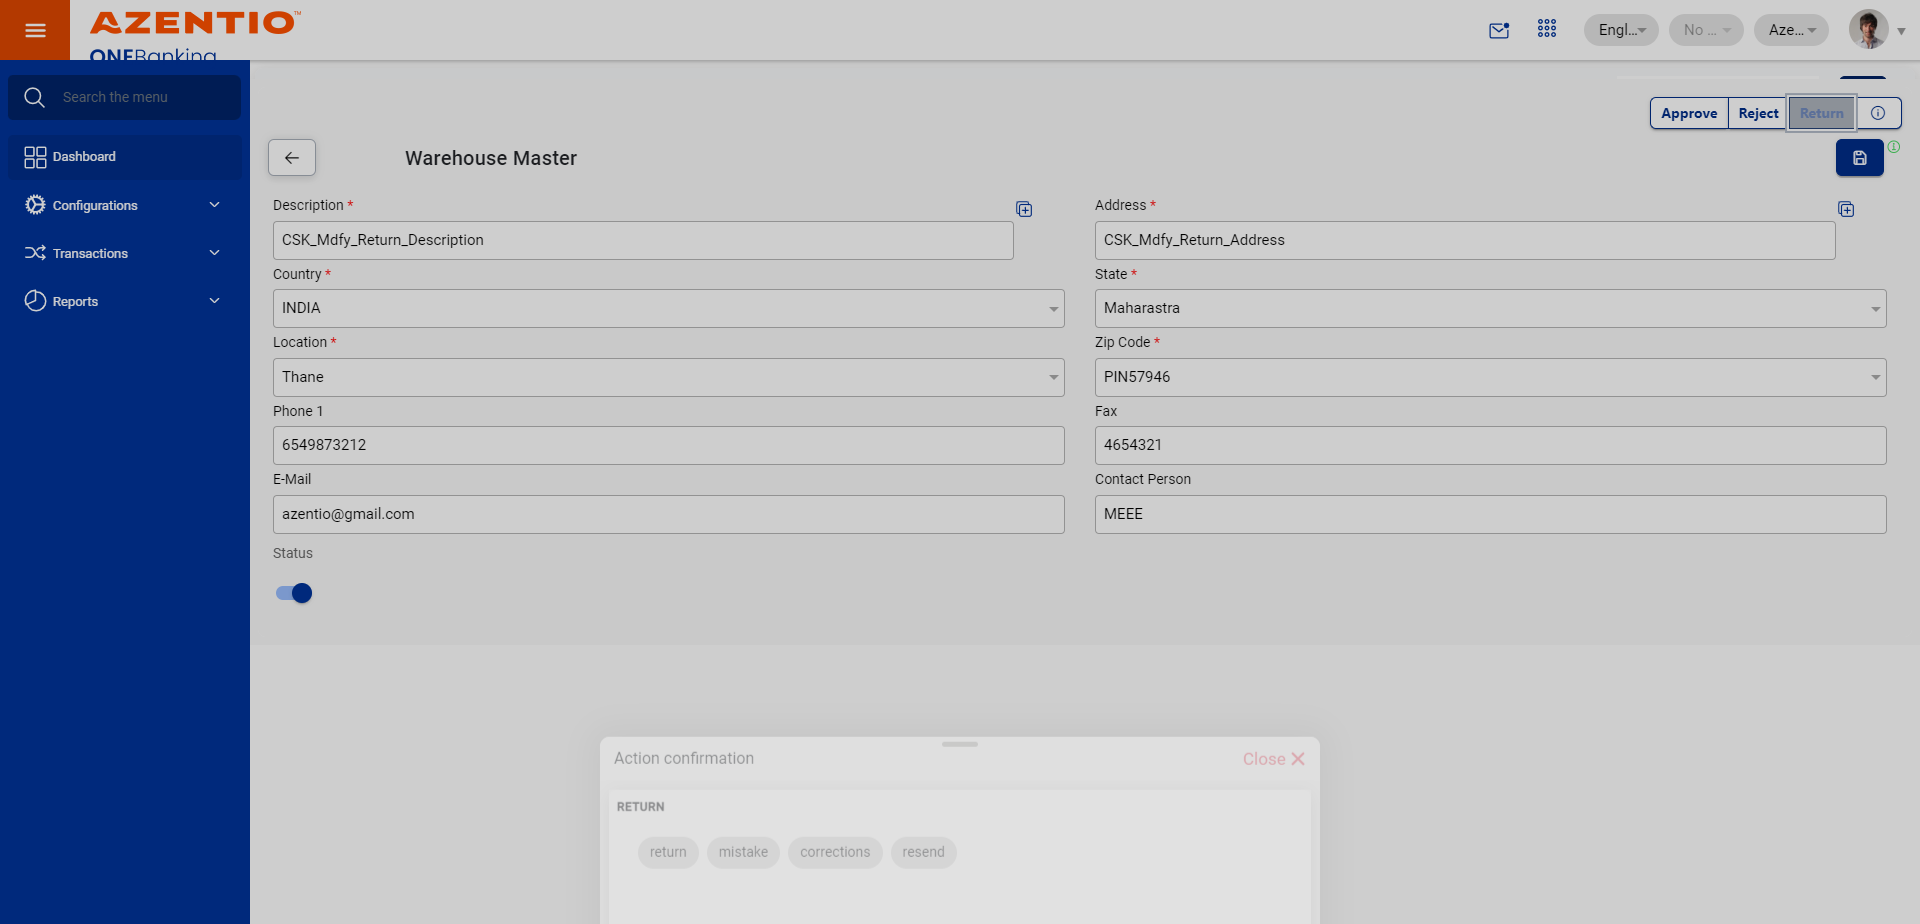 AZENTIO™
ONEBanking
Engl...
No ...
Aze...
Search the menu
Dashboard
Configurations
Transactions
Reports
Approve
Reject
Return
Warehouse Master
Description *
Address *
CSK_Mdfy_Return_Description
CSK_Mdfy_Return_Address
Country *
State *
INDIA
Maharastra
Location *
Zip Code *
Thane
PIN57946
Phone 1
Fax
6549873212
4654321
E-Mail
Contact Person
azentio@gmail.com
MEEE
Status
Action confirmation
Close
RETURN
return
mistake
corrections
resend